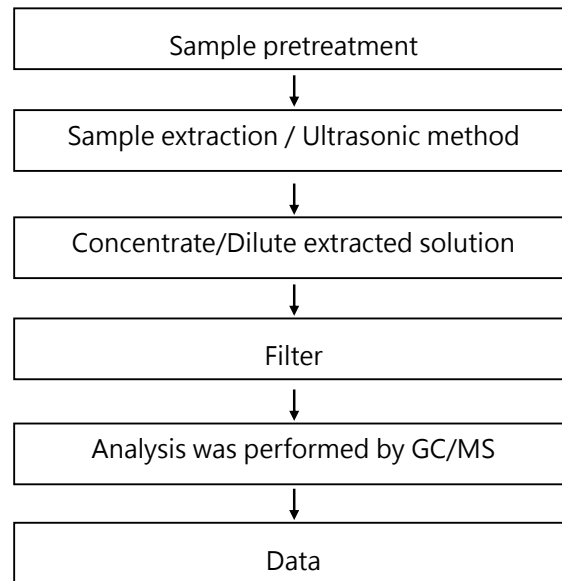 Sample pretreatment
Sample extraction / Ultrasonic method
Concentrate/Dilute extracted solution
Filter
Analysis was performed by GC/MS
Data